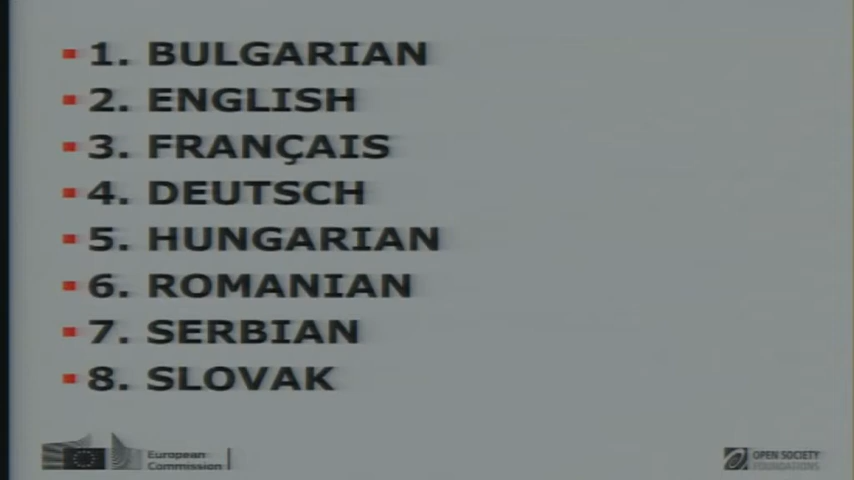 1. BULGARIAN
2. ENGLISH
3. FRANÇAIS
4. DEUTSCH
5. HUNGARIAN
6. ROMANIAN
7. SERBIAN
8. SLOVAK
European
Commission
OPEN SOCIETY
FOUNDATIONS